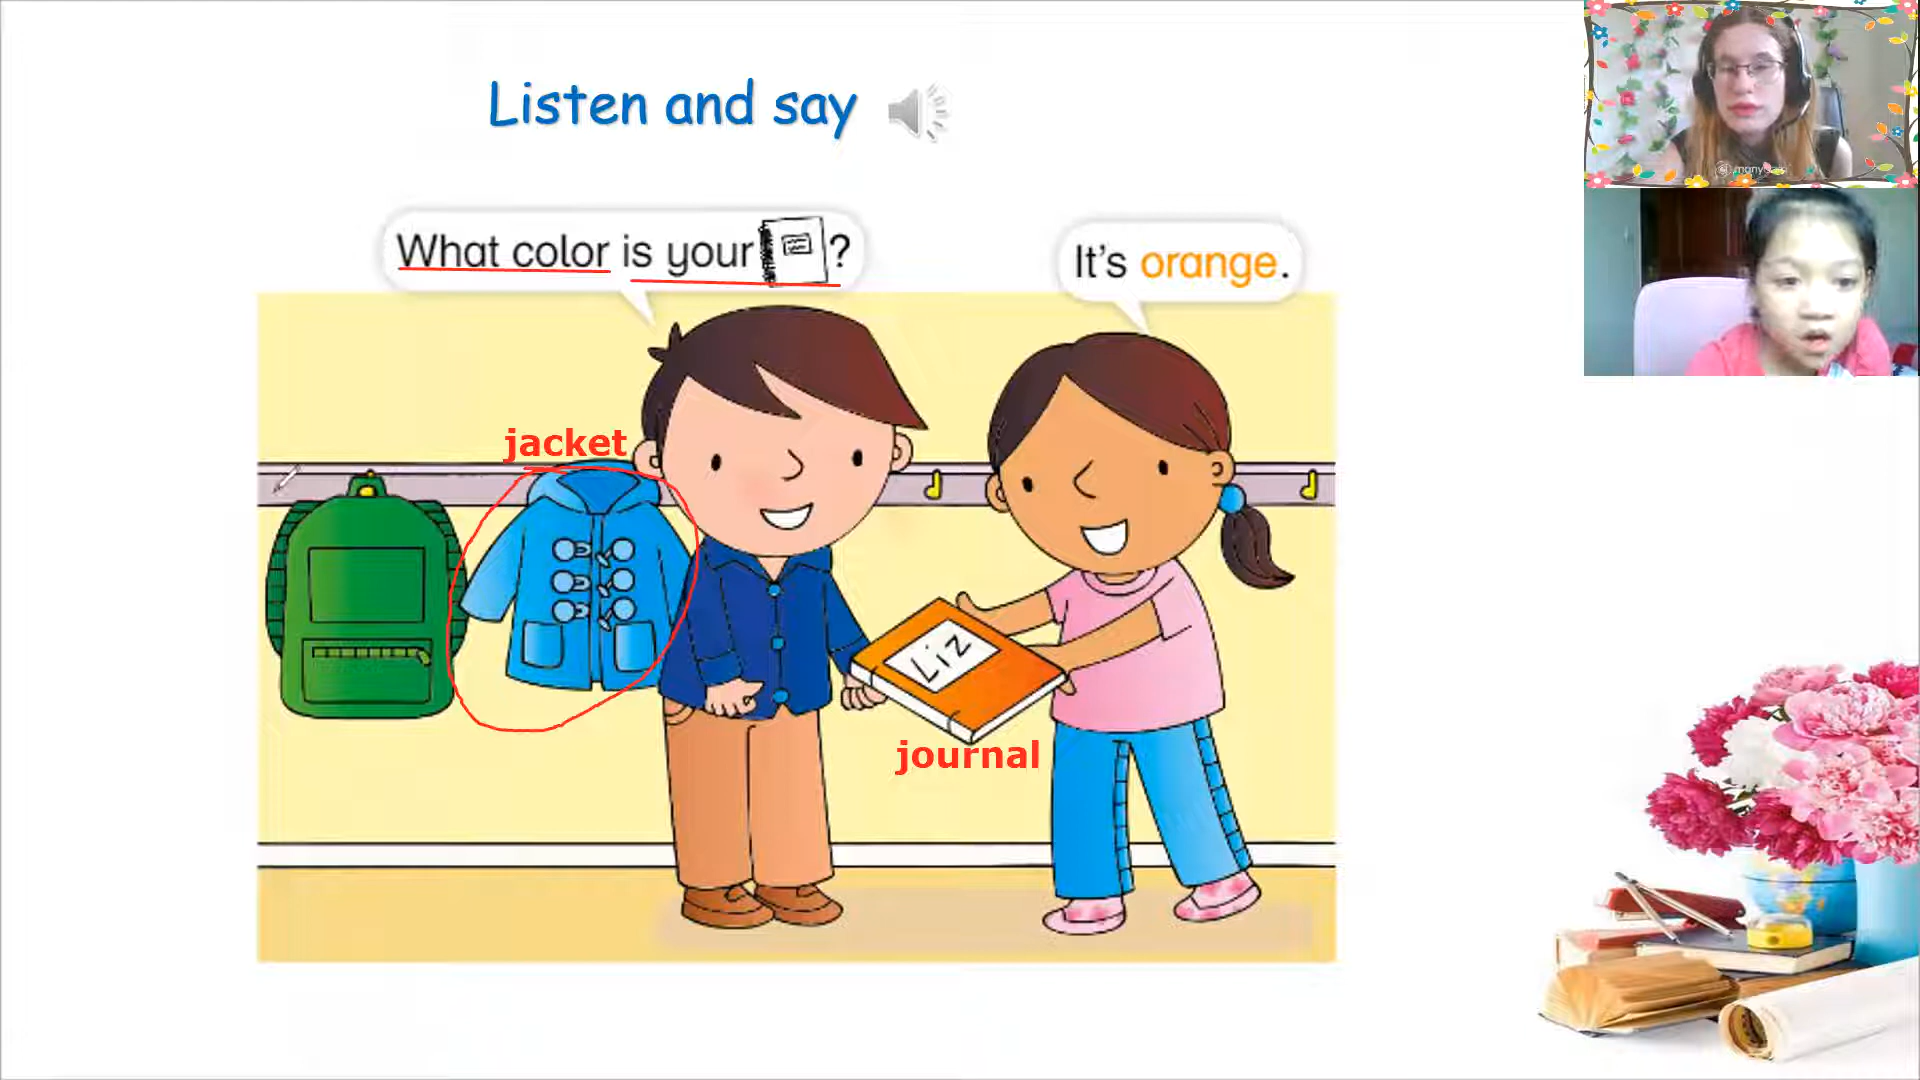 Listen and say
What color is your ?
It's orange.
jacket
Liz
journal